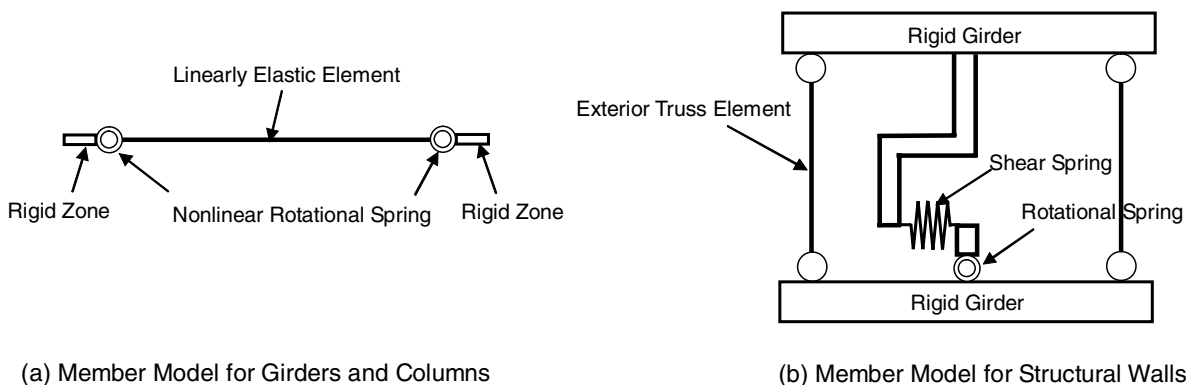 Linearly Elastic Element
Rigid Zone
Nonlinear Rotational Spring
Rigid Zone
(a) Member Model for Girders and Columns
Rigid Girder
Exterior Truss Element
Shear Spring
Rotational Spring
Rigid Girder
(b) Member Model for Structural Walls